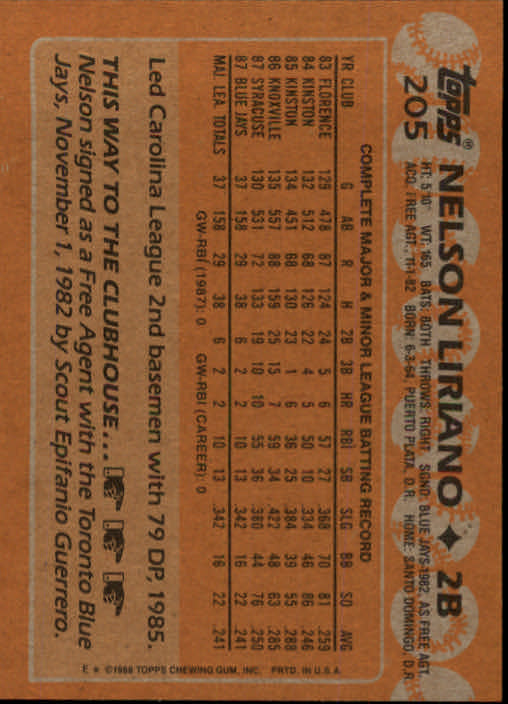 topps®
205
NELSON LIRIANO ✦ 2B
HT: 5'10" WT: 165 BATS: BOTH THROWS: RIGHT SGND: BLUE JAYS-1982, AS FREE AGT.
ACQ: FREE AGT., 11-1-82 BORN: 6-3-64, PUERTO PLATA, D.R. HOME: SANTO DOMINGO, D.R.
COMPLETE MAJOR & MINOR LEAGUE BATTING RECORD
YR CLUB G AB R H 2B 3B HR RBI SB SLG BB SO AVG
83 FLORENCE 129 478 87 124 24 5 6 57 27 .368 70 81 .259
84 KINSTON 132 512 68 126 22 4 5 50 10 .334 46 86 .246
85 KINSTON 134 451 68 130 23 1 6 36 25 .384 39 55 .288
86 KNOXVILLE 135 557 88 159 25 15 7 59 34 .422 48 63 .285
87 SYRACUSE 130 531 72 133 19 10 10 55 36 .380 44 76 .250
87 BLUE JAYS 37 158 29 38 6 2 2 10 13 .342 16 22 .241
MAJ. LEA. TOTALS 37 158 29 38 6 2 2 10 13 .342 16 22 .241
GW-RBI (1987): 0 GW-RBI (CAREER): 0
Led Carolina League 2nd basemen with 79 DP, 1985.
THIS WAY TO THE CLUBHOUSE...
Nelson signed as a Free Agent with the Toronto Blue
Jays, November 1, 1982 by Scout Epifanio Guerrero.
E * ©1988 TOPPS CHEWING GUM, INC. PRTD. IN U.S.A.